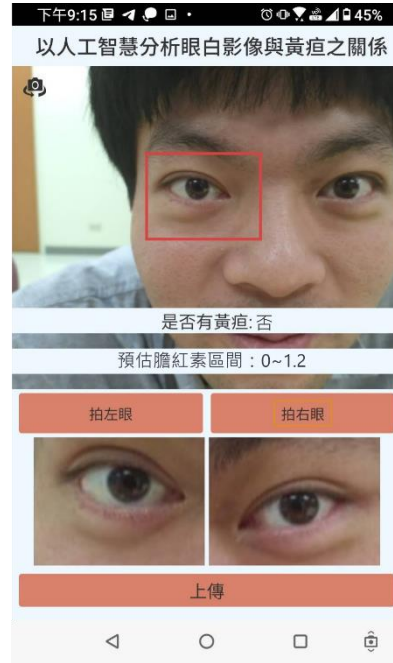 下午9:15
45%
以人工智慧分析眼白影像與黃疸之關係
是否有黃疸:否
預估膽紅素區間：0~1.2
拍左眼
拍右眼
上傳